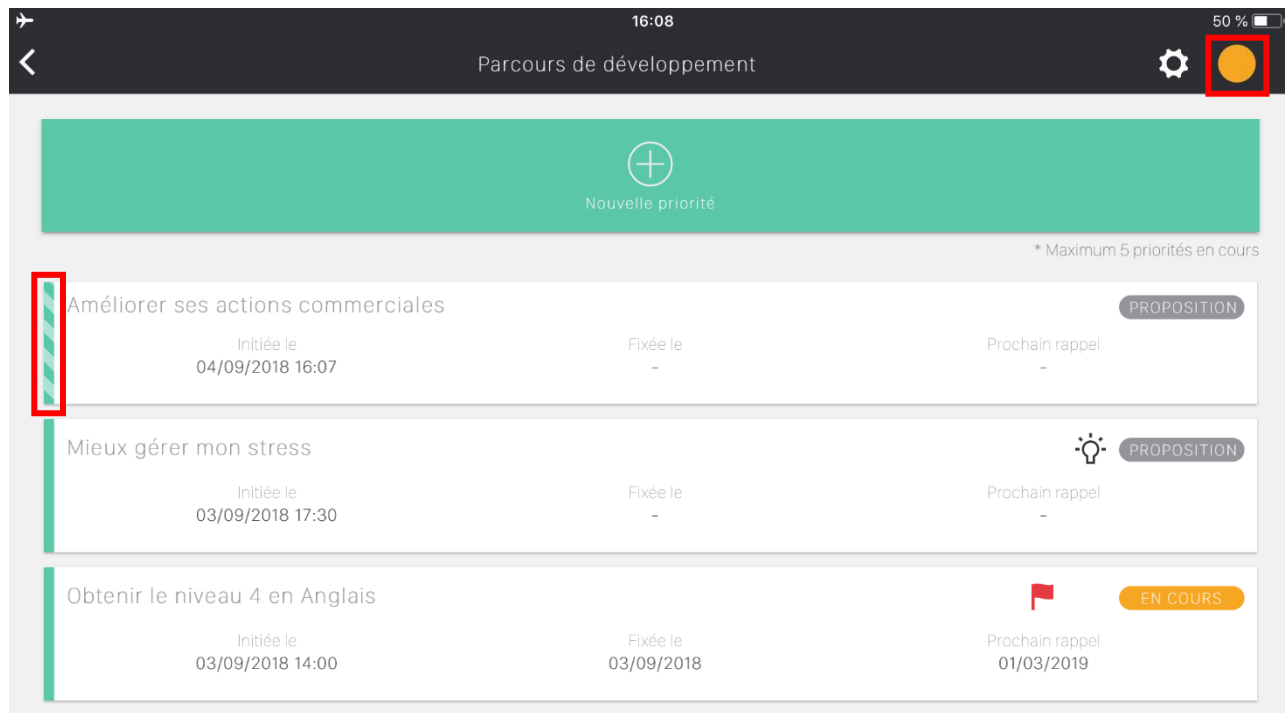 16:08
50 %
Parcours de développement
Nouvelle priorité
* Maximum 5 priorités en cours
Améliorer ses actions commerciales
PROPOSITION
Initiée le
Fixée le
Prochain rappel
04/09/2018 16:07
-
-
Mieux gérer mon stress
PROPOSITION
Initiée le
Fixée le
Prochain rappel
03/09/2018 17:30
-
-
Obtenir le niveau 4 en Anglais
EN COURS
Initiée le
Fixée le
Prochain rappel
03/09/2018 14:00
03/09/2018
01/03/2019